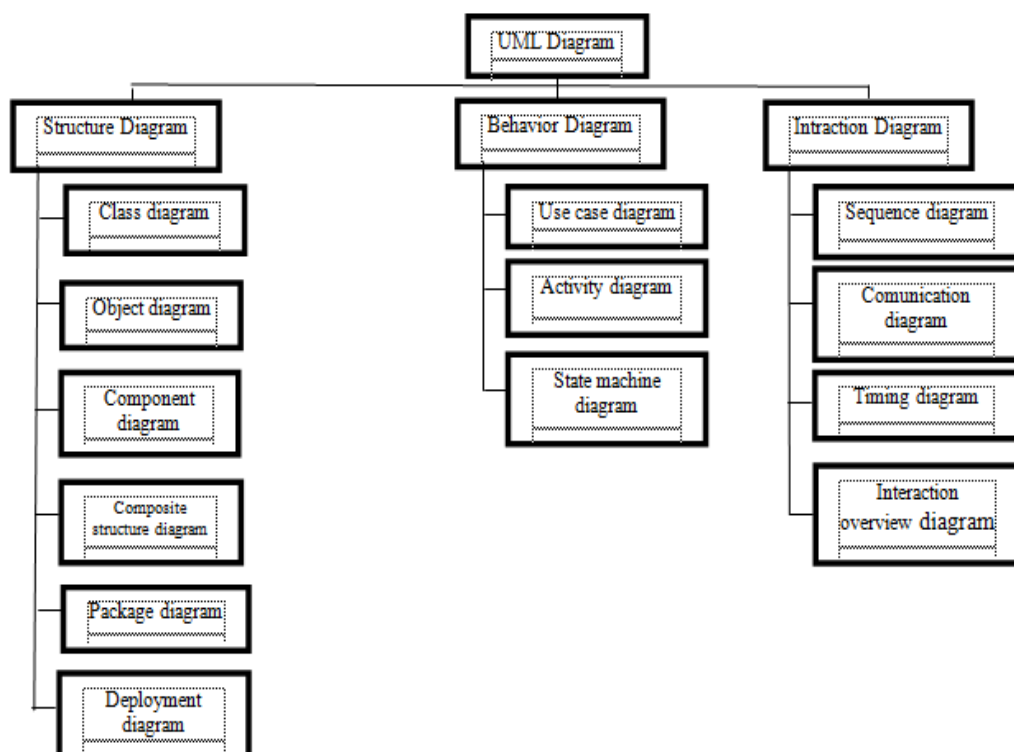 UML Diagram
Structure Diagram
Behavior Diagram
Intraction Diagram
Class diagram
Object diagram
Component
diagram
Composite
structure diagram
Package diagram
Deployment
diagram
Use case diagram
Activity diagram
State machine
diagram
Sequence diagram
Comunication
diagram
Timing diagram
Interaction
overview diagram